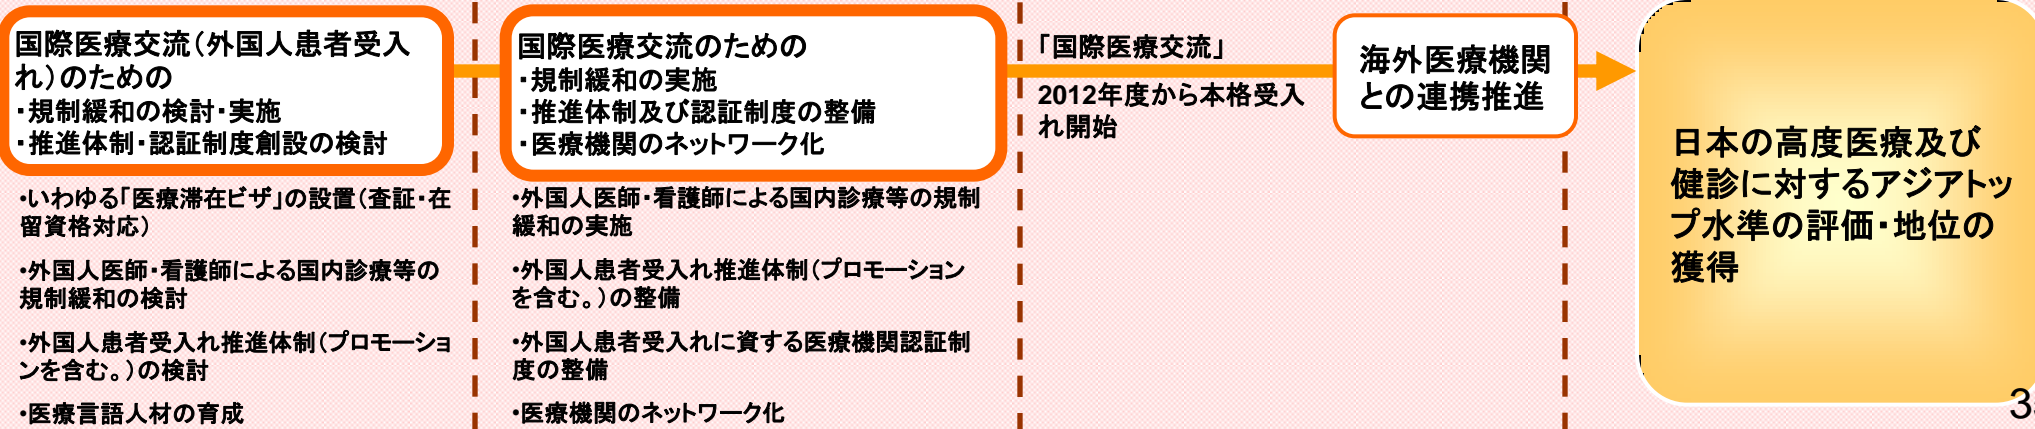 国際医療交流（外国人患者受入
れ）のための
・規制緩和の検討・実施
・推進体制・認証制度創設の検討
・いわゆる「医療滞在ビザ」の設置（査証・在
留資格対応）
・外国人医師・看護師による国内診療等の
規制緩和の検討
・外国人患者受入れ推進体制（プロモーショ
ンを含む。）の検討
・医療言語人材の育成
国際医療交流のための
・規制緩和の実施
・推進体制及び認証制度の整備
・医療機関のネットワーク化
・外国人医師・看護師による国内診療等の規制
緩和の実施
・外国人患者受入れ推進体制（プロモーション
を含む。）の整備
・外国人患者受入れに資する医療機関認証制
度の整備
・医療機関のネットワーク化
「国際医療交流」
2012年度から本格受入
れ開始
海外医療機関
との連携推進
日本の高度医療及び
健診に対するアジアトッ
プ水準の評価・地位の
獲得